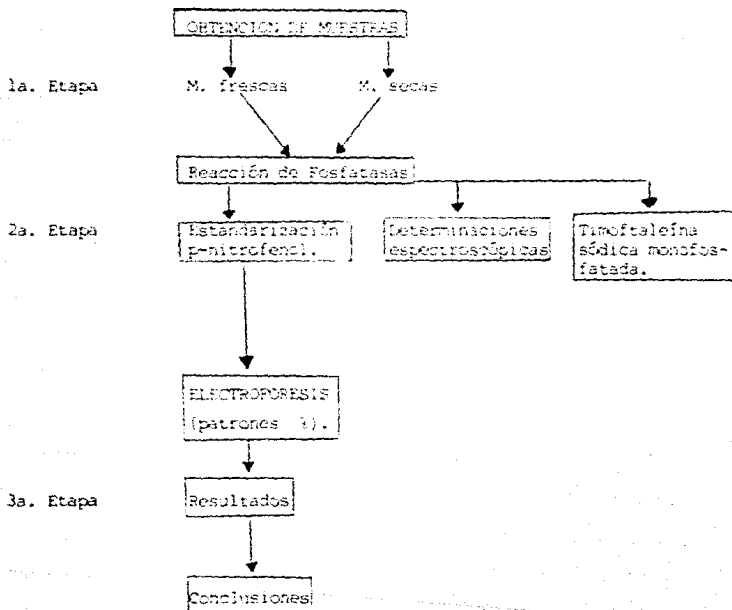 OBTENCION DE MUESTRAS
1a. Etapa
M. frescas
M. secas
Reacción de Fosfatasas
2a. Etapa
Estandarización
p-nitrofenol.
Determinaciones
espectroscópicas
Timoftaleína
sódica monofos-
fatada.
ELECTROFORESIS
(patrones ).
3a. Etapa
Resultados
Conclusiones